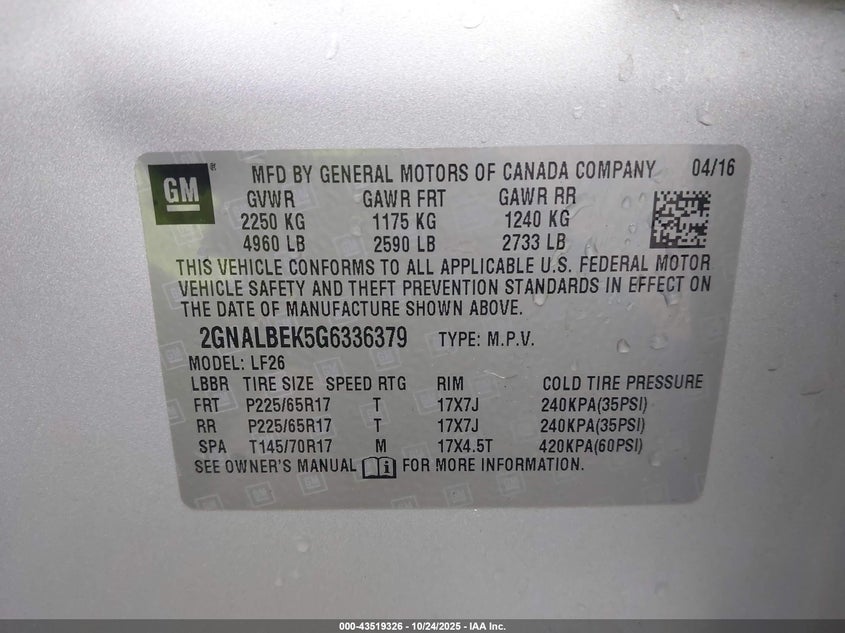 GM ® MFD BY GENERAL MOTORS OF CANADA COMPANY 04/16
GVWR GAWR FRT GAWR RR
2250 KG 1175 KG 1240 KG
4960 LB 2590 LB 2733 LB
THIS VEHICLE CONFORMS TO ALL APPLICABLE U.S. FEDERAL MOTOR
VEHICLE SAFETY AND THEFT PREVENTION STANDARDS IN EFFECT ON
THE DATE OF MANUFACTURE SHOWN ABOVE.
2GNALBEK5G6336379 TYPE: M.P.V.
MODEL: LF26
LBBR TIRE SIZE SPEED RTG RIM COLD TIRE PRESSURE
FRT P225/65R17 T 17X7J 240KPA(35PSI)
RR P225/65R17 T 17X7J 240KPA(35PSI)
SPA T145/70R17 M 17X4.5T 420KPA(60PSI)
SEE OWNER'S MANUAL FOR MORE INFORMATION.
000-43519326 - 10/24/2025 - IAA Inc.